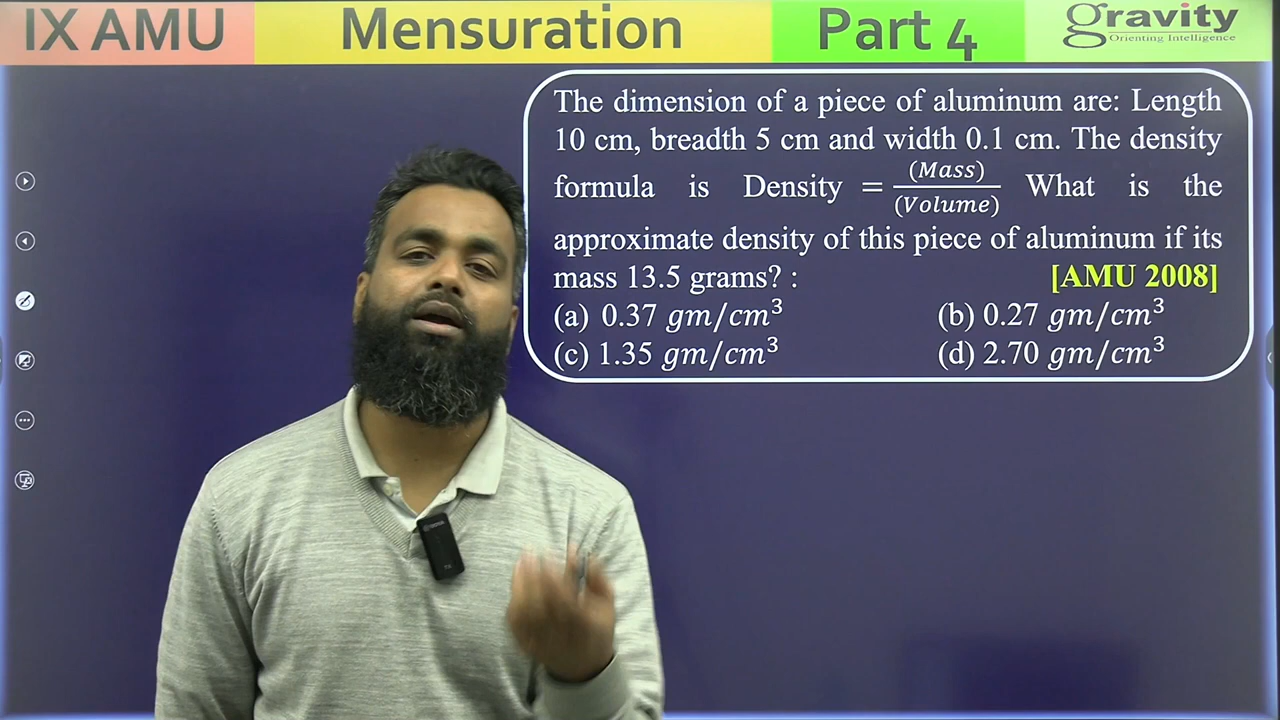 IX AMU
Mensuration
Part 4
gravity
Orienting Intelligence
The dimension of a piece of aluminum are: Length
10 cm, breadth 5 cm and width 0.1 cm. The density
formula is Density = (Mass)/(Volume) What is the
approximate density of this piece of aluminum if its
mass 13.5 grams? : [AMU 2008]
(a) 0.37 gm/cm³ (b) 0.27 gm/cm³
(c) 1.35 gm/cm³ (d) 2.70 gm/cm³